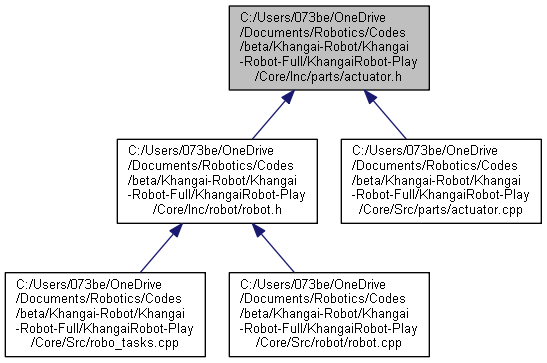 C:/Users/073be/OneDrive
/Documents/Robotics/Codes
/beta/Khangai-Robot/Khangai
-Robot-Full/KhangaiRobot-Play
/Core/Inc/parts/actuator.h
C:/Users/073be/OneDrive
/Documents/Robotics/Codes
/beta/Khangai-Robot/Khangai
-Robot-Full/KhangaiRobot-Play
/Core/Inc/robot/robot.h
C:/Users/073be/OneDrive
/Documents/Robotics/Codes
/beta/Khangai-Robot/Khangai
-Robot-Full/KhangaiRobot-Play
/Core/Src/parts/actuator.cpp
C:/Users/073be/OneDrive
/Documents/Robotics/Codes
/beta/Khangai-Robot/Khangai
-Robot-Full/KhangaiRobot-Play
/Core/Src/robo_tasks.cpp
C:/Users/073be/OneDrive
/Documents/Robotics/Codes
/beta/Khangai-Robot/Khangai
-Robot-Full/KhangaiRobot-Play
/Core/Src/robot/robot.cpp